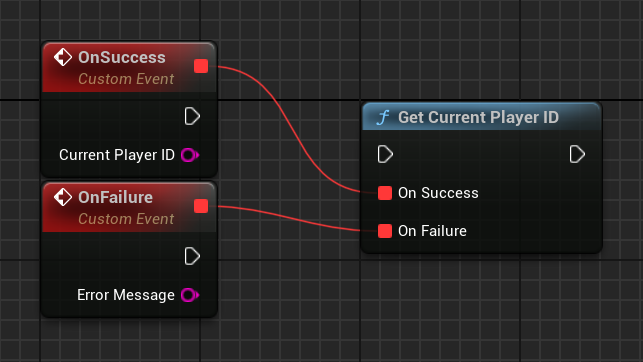 OnSuccess
Custom Event
Current Player ID
OnFailure
Custom Event
Error Message
f Get Current Player ID
On Success
On Failure